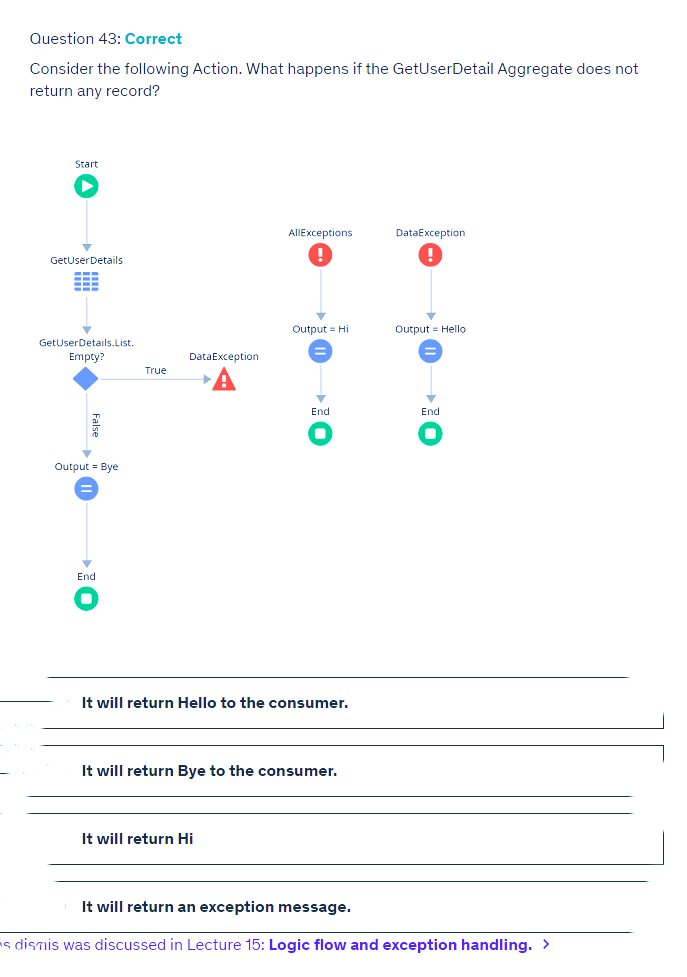 Question 43: Correct
Consider the following Action. What happens if the GetUserDetail Aggregate does not
return any record?
Start
GetUserDetails
GetUserDetails.List.
Empty?
True
DataException
False
Output = Bye
End
AllExceptions
Output = Hi
End
DataException
Output = Hello
End
It will return Hello to the consumer.
It will return Bye to the consumer.
It will return Hi
It will return an exception message.
was discussed in Lecture 15: Logic flow and exception handling. >